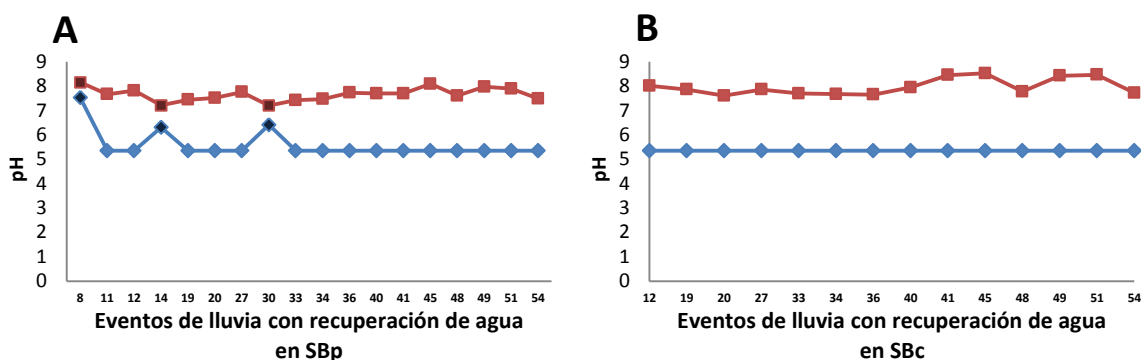 A
B
9
8
7
6
5
4
3
2
1
0
pH
8 11 12 14 19 20 27 30 33 34 36 40 41 45 48 49 51 54
Eventos de lluvia con recuperación de agua
en SBp
9
8
7
6
5
4
3
2
1
0
pH
12 19 20 27 33 34 36 40 41 45 48 49 51 54
Eventos de lluvia con recuperación de agua
en SBc